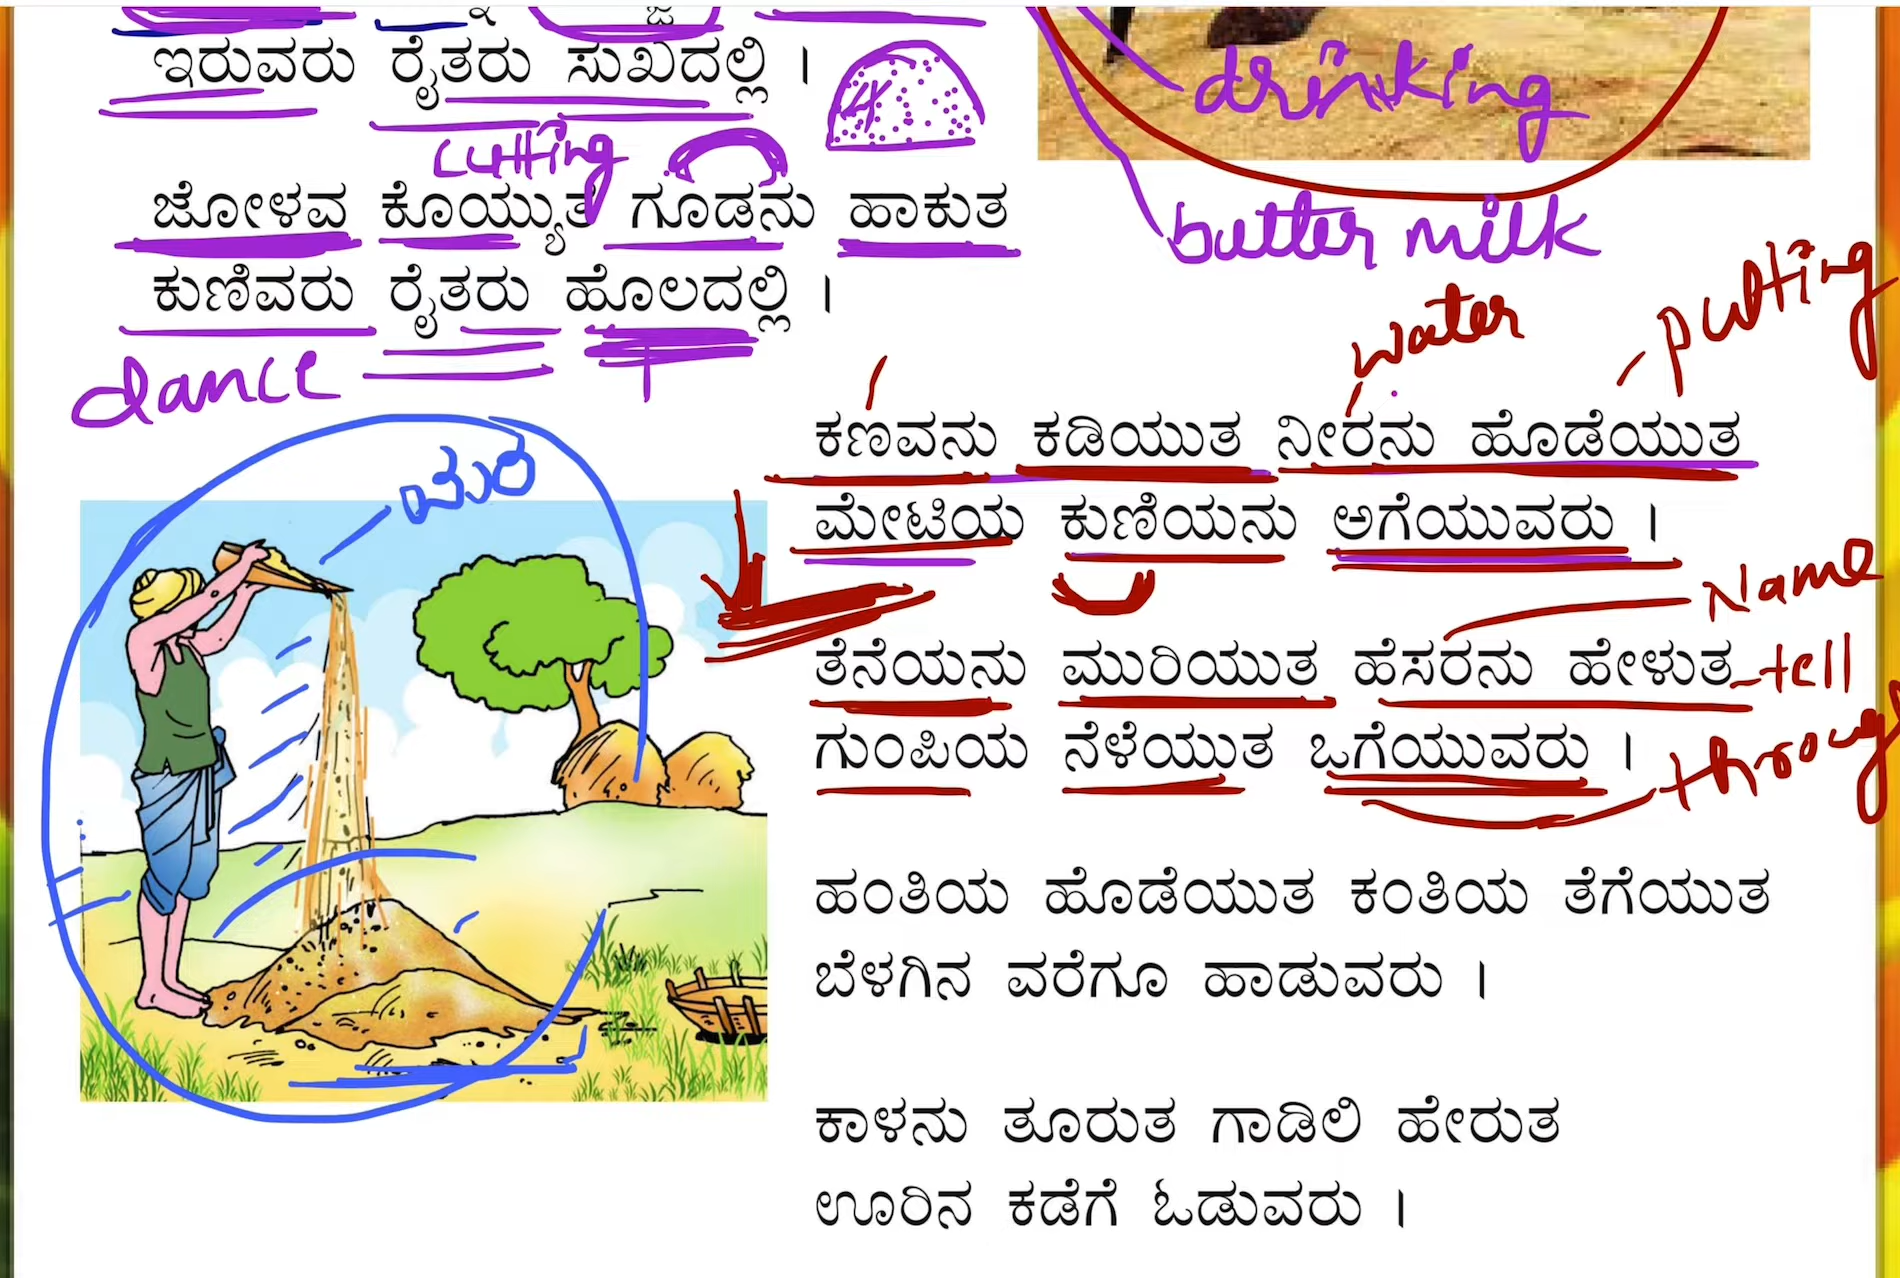 ಇರುವರು ರೈತರು ಸುಖದಲ್ಲಿ ।
drinking
cutting
ಜೋಳವ ಕೊಯ್ಯುತ ಗೂಡನು ಹಾಕುತ
butter milk
ಕುಣಿವರು ರೈತರು ಹೊಲದಲ್ಲಿ ।
dance
water
putting
ಕಣವನು ಕಡಿಯುತ ನೀರನು ಹೊಡೆಯುತ
ಮೇಟಿಯ ಕುಣಿಯನು ಅಗೆಯುವರು ।
Name
ತೆನೆಯನು ಮುರಿಯುತ ಹೆಸರನು ಹೇಳುತ
tell
ಗುಂಪಿಯ ನೆಳೆಯುತ ಒಗೆಯುವರು ।
ಹಂತಿಯ ಹೊಡೆಯುತ ಕಂತಿಯ ತೆಗೆಯುತ
ಬೆಳಗಿನ ವರೆಗೂ ಹಾಡುವರು ।
ಕಾಳನು ತೂರುತ ಗಾಡಿಲಿ ಹೇರುತ
ಊರಿನ ಕಡೆಗೆ ಓಡುವರು ।